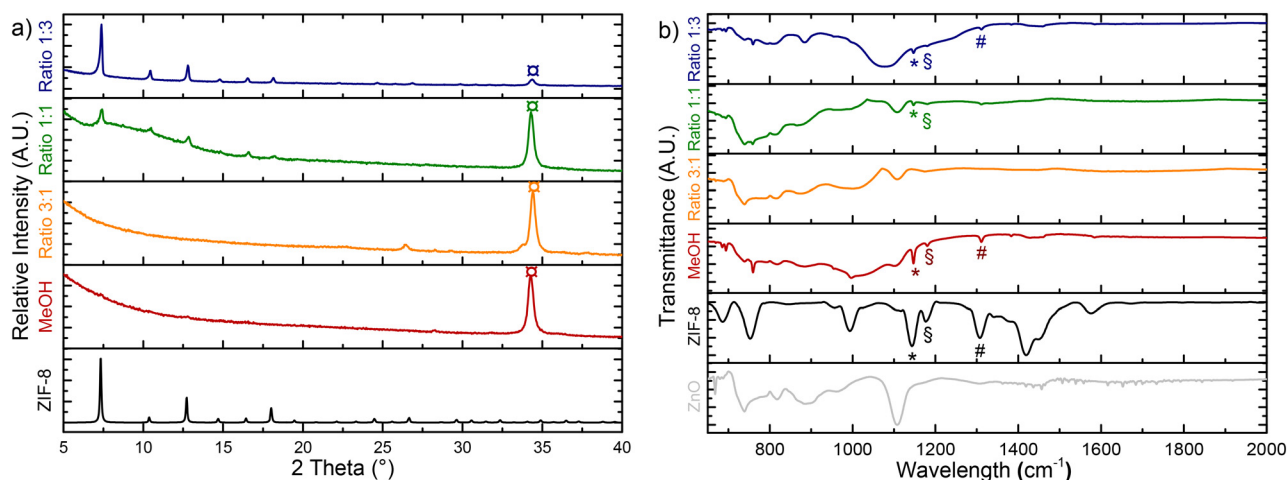 a)
Relative Intensity (A.U.)
Ratio 1:3
¤
Ratio 1:1
¤
Ratio 3:1
¤
MeOH
¤
ZIF-8
5 10 15 20 25 30 35 40
2 Theta (°)
b)
Transmittance (A.U.)
Ratio 1:3
* § #
Ratio 1:1
* §
Ratio 3:1
MeOH
* § #
ZIF-8
* § #
ZnO
800 1000 1200 1400 1600 1800 2000
Wavelength (cm⁻¹)